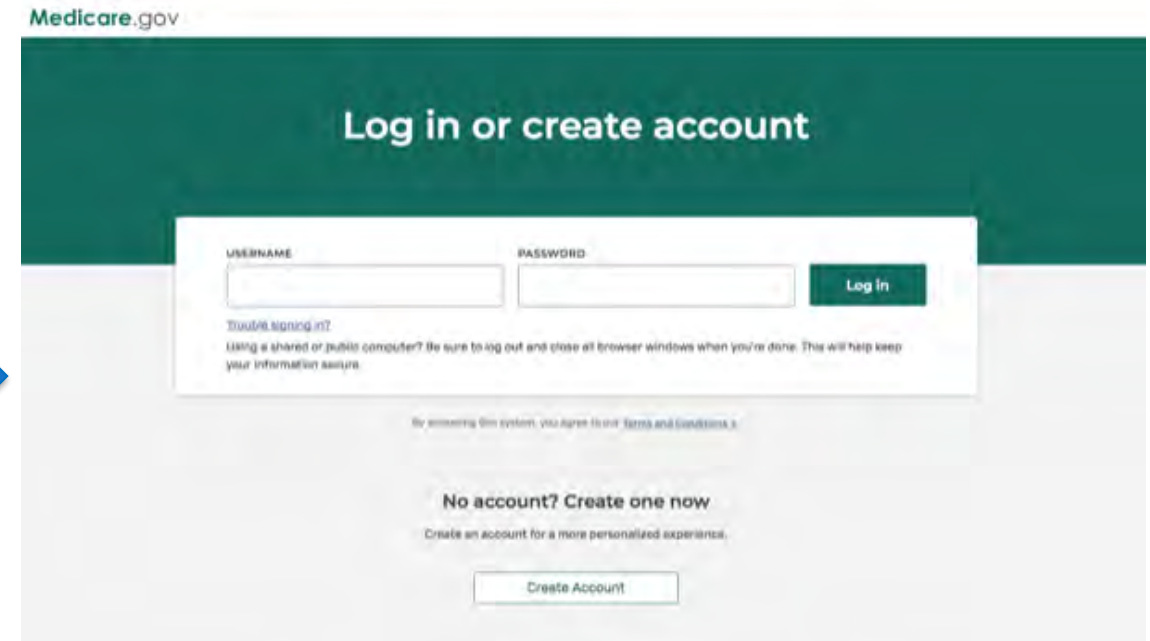 Medicare.gov
Log in or create account
USERNAME PASSWORD
Log in
Trouble signing in?
Using a shared or public computer? Be sure to log out and close all browser windows when you're done. This will help keep
your information secure.
By accessing this system, you agree to our Terms and Conditions
No account? Create one now
Create an account for a more personalized experience.
Create Account